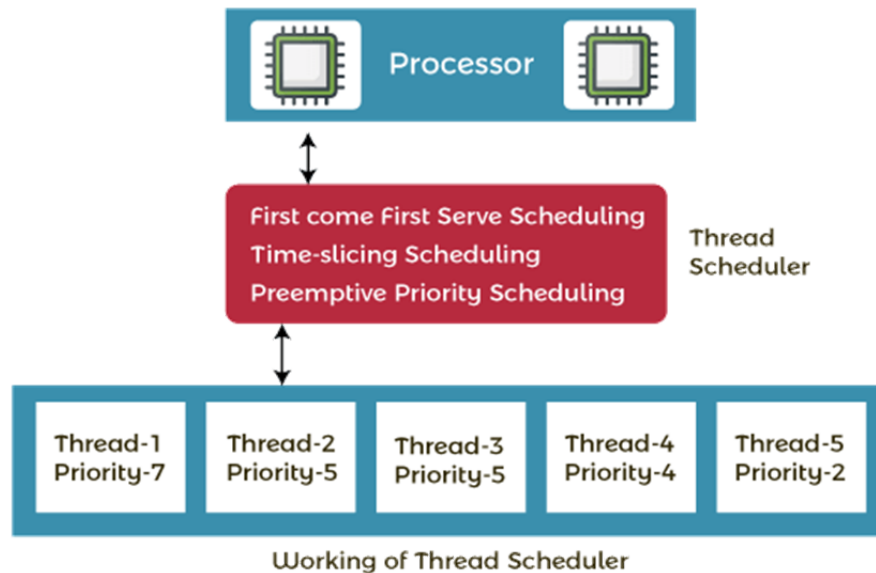 Processor
First come First Serve Scheduling
Time-slicing Scheduling
Preemptive Priority Scheduling
Thread
Scheduler
Thread-1
Priority-7
Thread-2
Priority-5
Thread-3
Priority-5
Thread-4
Priority-4
Thread-5
Priority-2
Working of Thread Scheduler